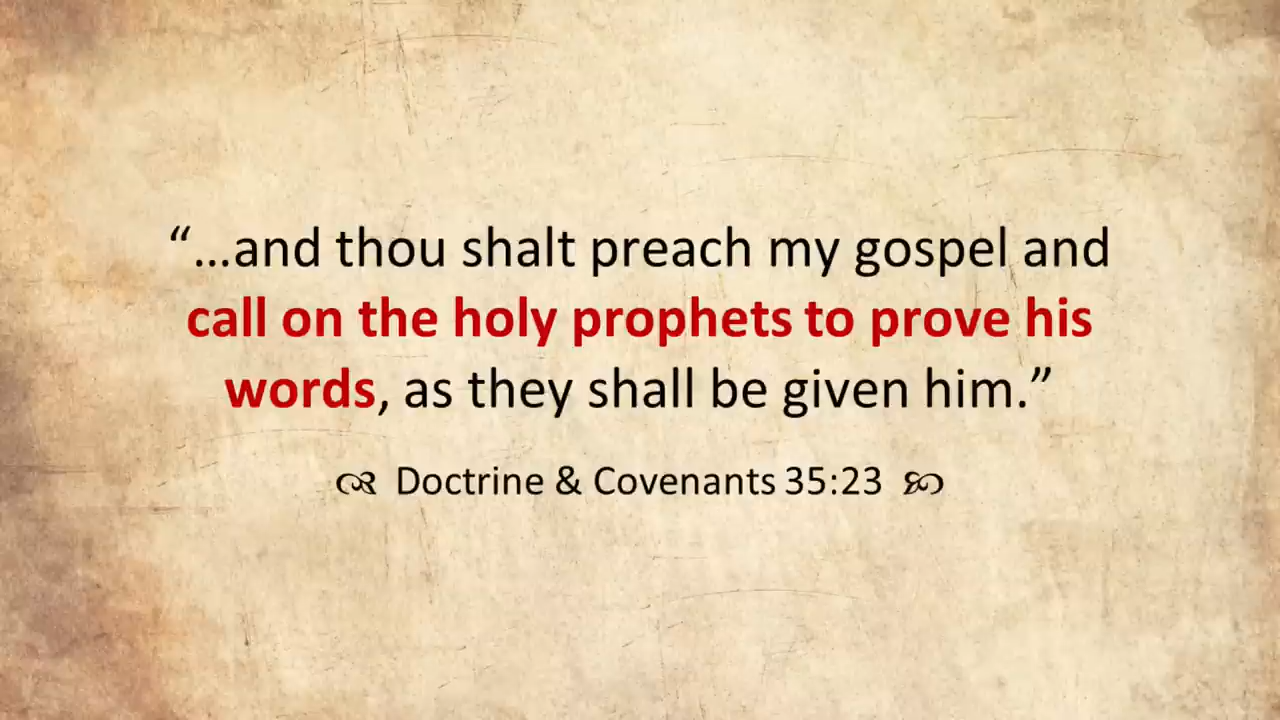 “...and thou shalt preach my gospel and
call on the holy prophets to prove his
words, as they shall be given him.”
Doctrine & Covenants 35:23